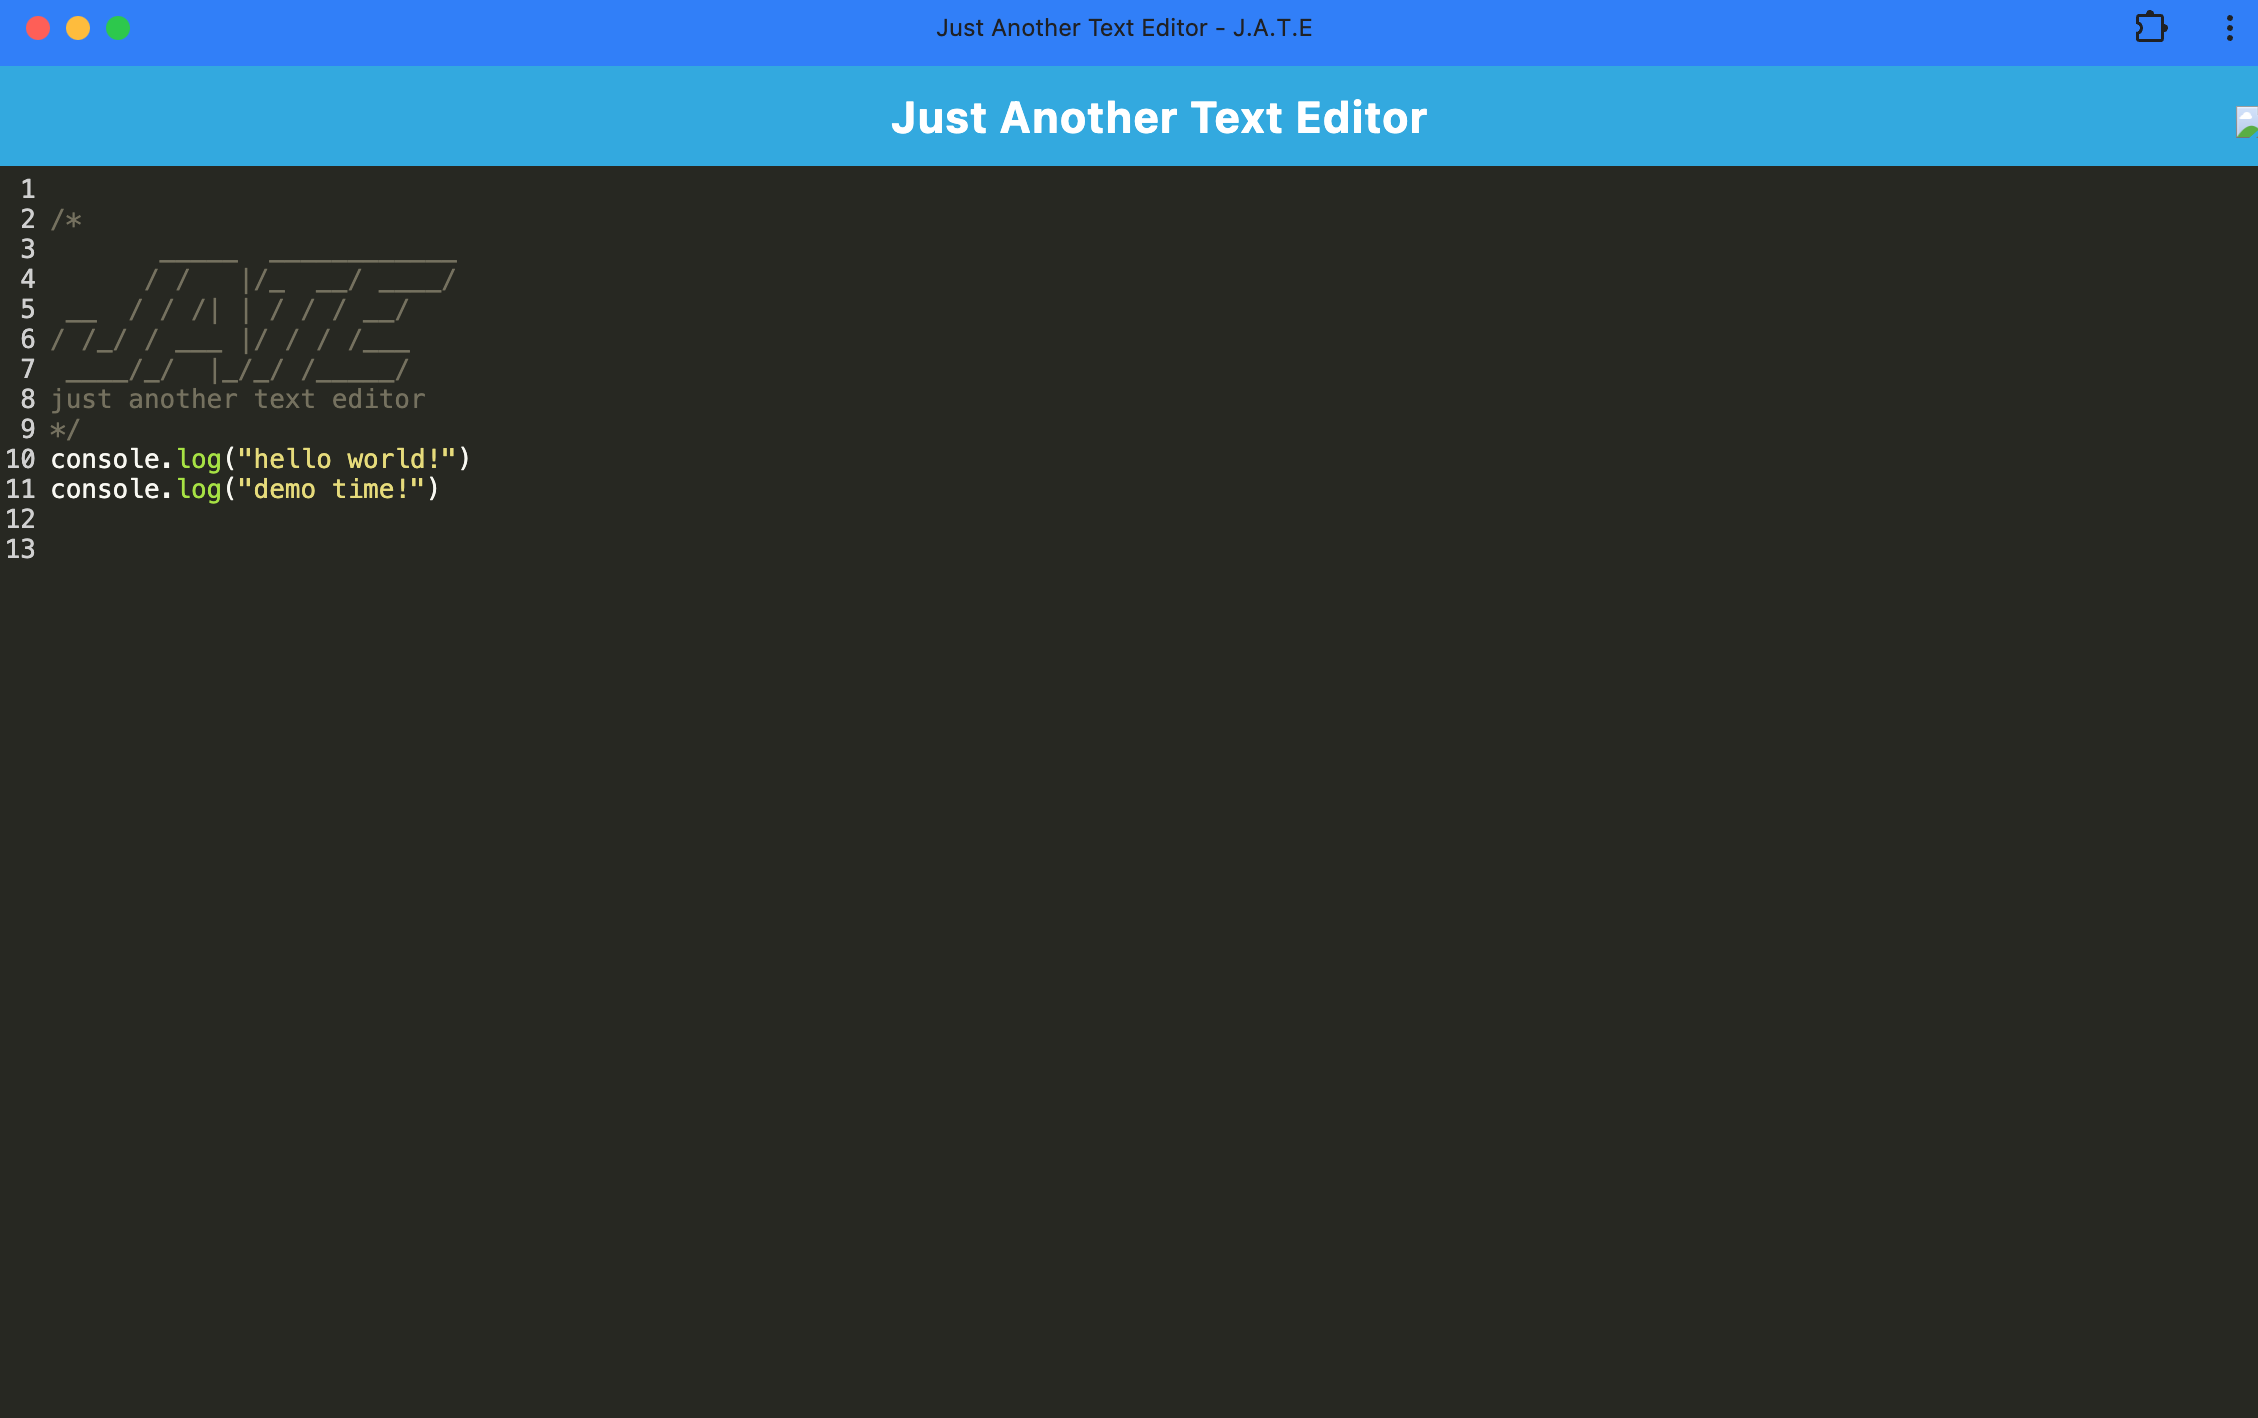 Just Another Text Editor - J.A.T.E
Just Another Text Editor
1
2 /*
3        _____  ____________
4       / /   |/_  __/ ____/
5  __  / / /| | / / / __/
6 / /_/ / ___ |/ / / /___
7  ____/_/  |_/_/ /_____/
8 just another text editor
9 */
10 console.log("hello world!")
11 console.log("demo time!")
12
13